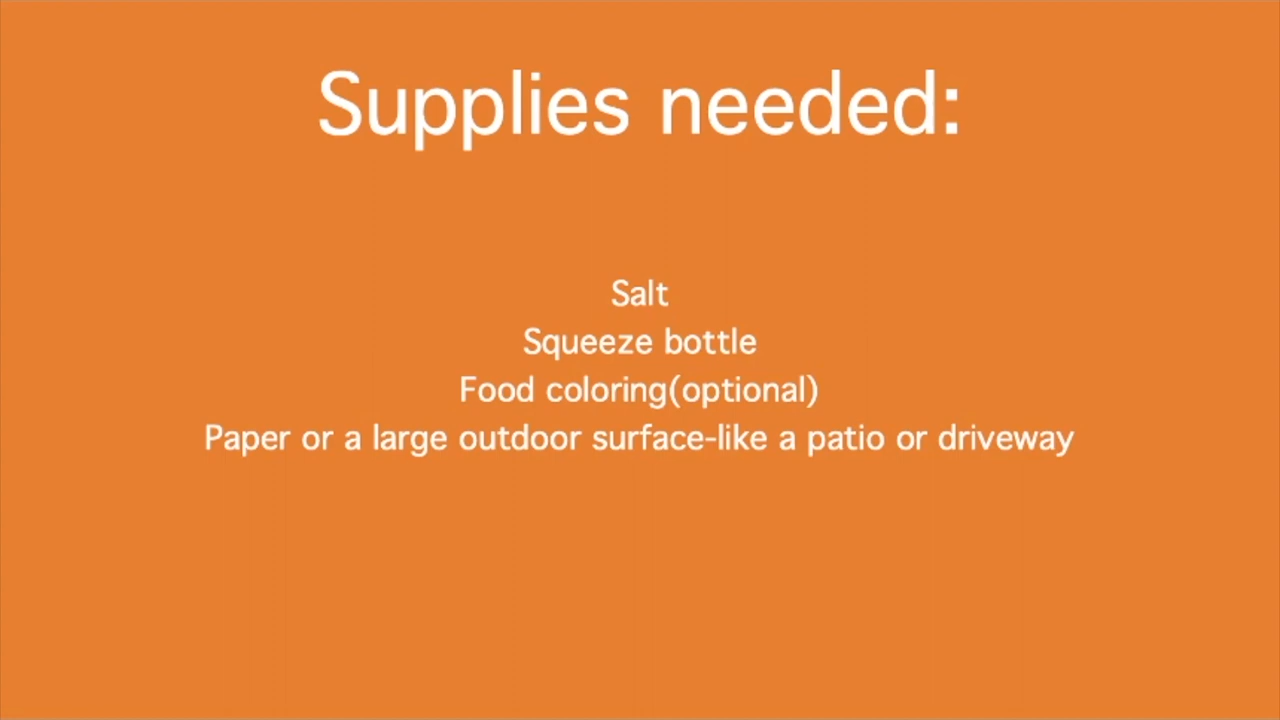 Supplies needed:
Salt
Squeeze bottle
Food coloring(optional)
Paper or a large outdoor surface-like a patio or driveway